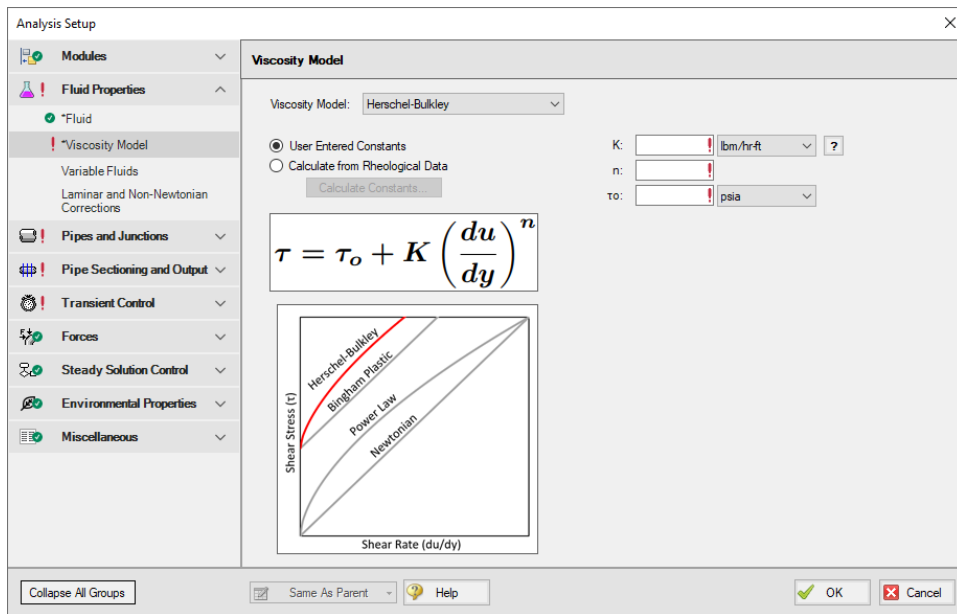 Analysis Setup
Modules
Fluid Properties
*Fluid
*Viscosity Model
Variable Fluids
Laminar and Non-Newtonian
Corrections
Pipes and Junctions
Pipe Sectioning and Output
Transient Control
Forces
Steady Solution Control
Environmental Properties
Miscellaneous
Collapse All Groups
Viscosity Model
Viscosity Model: Herschel-Bulkley
User Entered Constants
Calculate from Rheological Data
Calculate Constants...
K: lbm/hr-ft ?
n:
τo: psia
τ = τₒ + K (du/dy)ⁿ
Shear Stress (τ)
Herschel-Bulkley
Bingham Plastic
Power Law
Newtonian
Shear Rate (du/dy)
Same As Parent
Help
OK
Cancel